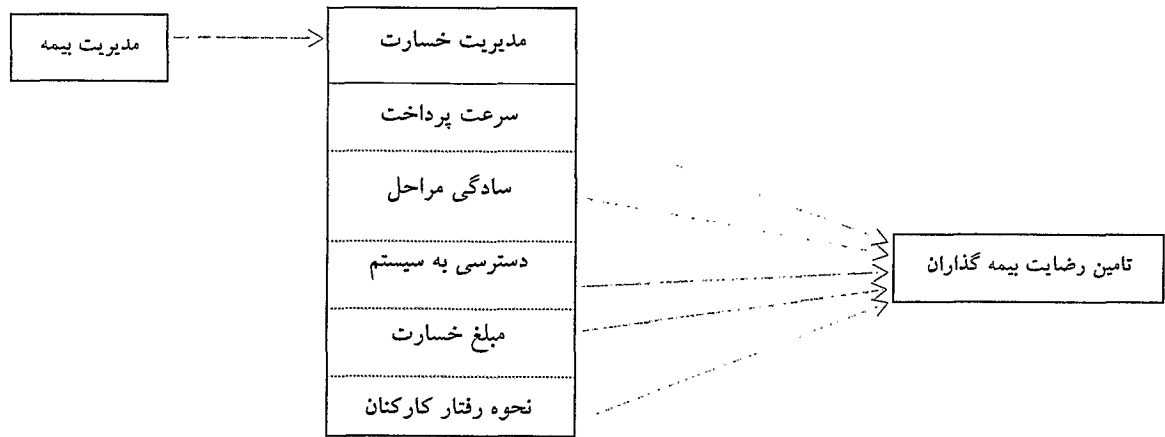 مدیریت بیمه
مدیریت خسارت
سرعت پرداخت
سادگی مراحل
دسترسی به سیستم
مبلغ خسارت
نحوه رفتار کارکنان
تامین رضایت بیمه گذاران